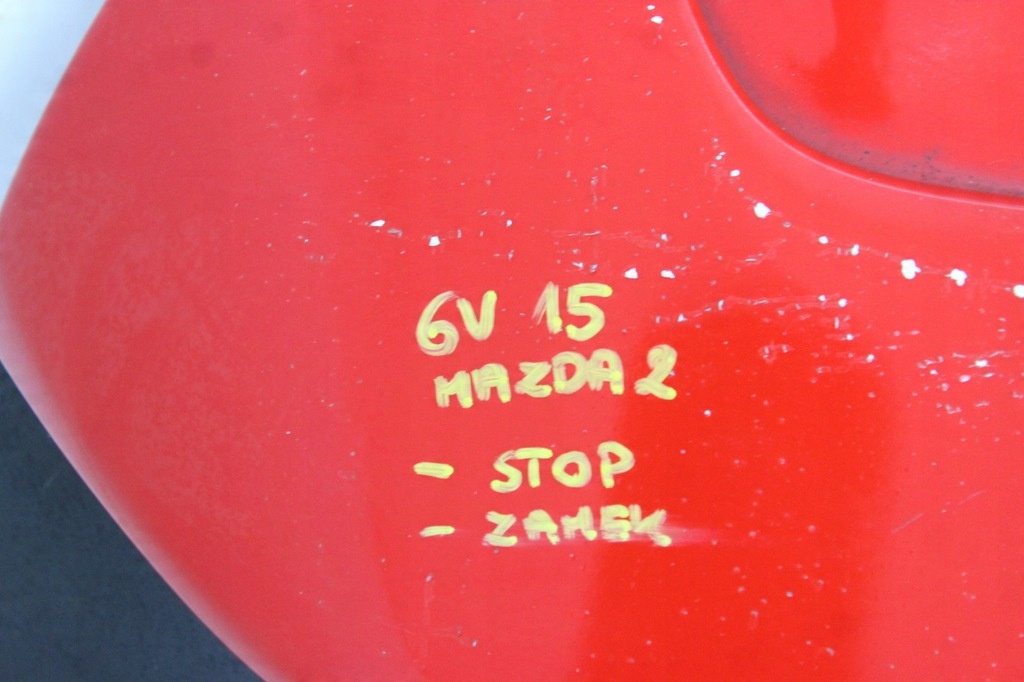 6V 15
MAZDA 2
- STOP
- ZAMEK